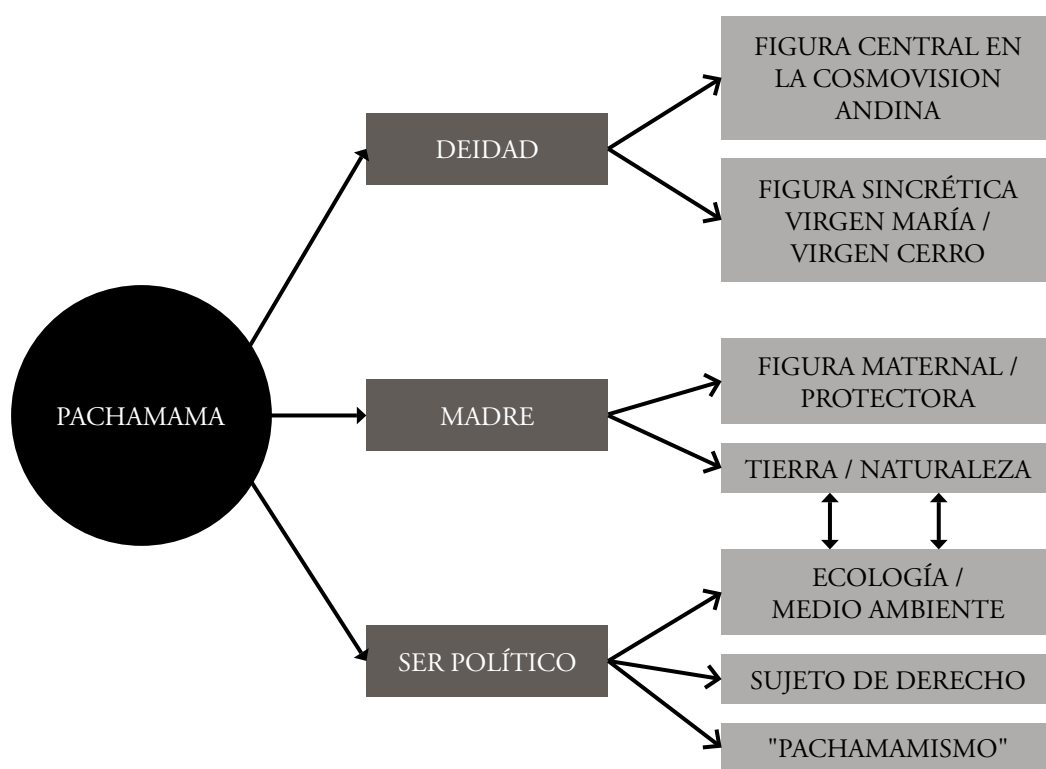 PACHAMAMA
DEIDAD
FIGURA CENTRAL EN
LA COSMOVISION
ANDINA
FIGURA SINCRÉTICA
VIRGEN MARÍA /
VIRGEN CERRO
MADRE
FIGURA MATERNAL /
PROTECTORA
TIERRA / NATURALEZA
SER POLÍTICO
ECOLOGÍA /
MEDIO AMBIENTE
SUJETO DE DERECHO
"PACHAMAMISMO"